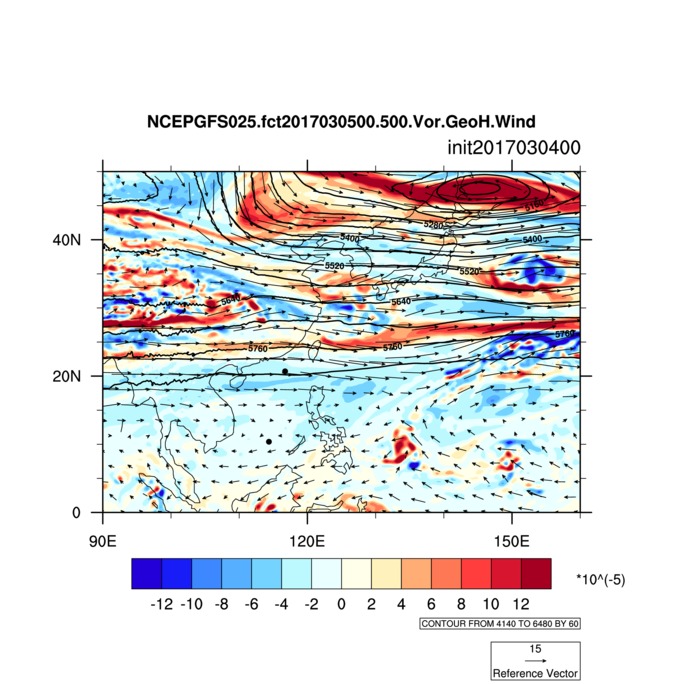 NCEPGFS025.fct2017030500.500.Vor.GeoH.Wind
init2017030400
5160
5280
5400
5400
40N
5520
5520
5640
5640
5760
5760
5760
20N
0
90E 120E 150E
-12 -10 -8 -6 -4 -2 0 2 4 6 8 10 12
*10^(-5)
CONTOUR FROM 4140 TO 6480 BY 60
15
Reference Vector